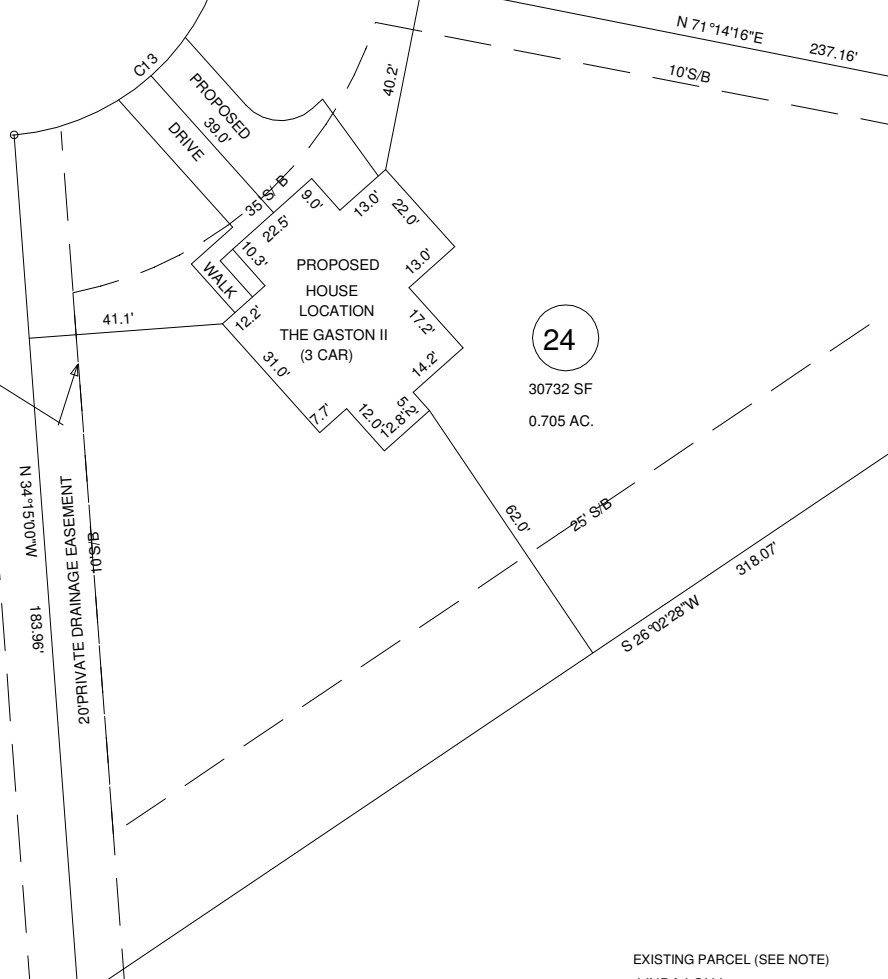 N 71°14'16"E
237.16'
10'S/B
C13
PROPOSED
39.0'
DRIVE
40.2'
35' S/ B
9.0'
13.0'
22.0'
22.5'
10.3'
WALK
13.0'
PROPOSED
HOUSE
LOCATION
THE GASTON II
(3 CAR)
41.1'
12.2'
17.2'
31.0'
14.2'
24
30732 SF
0.705 AC.
7.7'
12.0'
12.8'
5.2'
62.0'
25' S/B
N 34°15'00"W
183.96'
20'PRIVATE DRAINAGE EASEMENT
10'S/B
318.07'
S 26°02'28"W
EXISTING PARCEL (SEE NOTE)